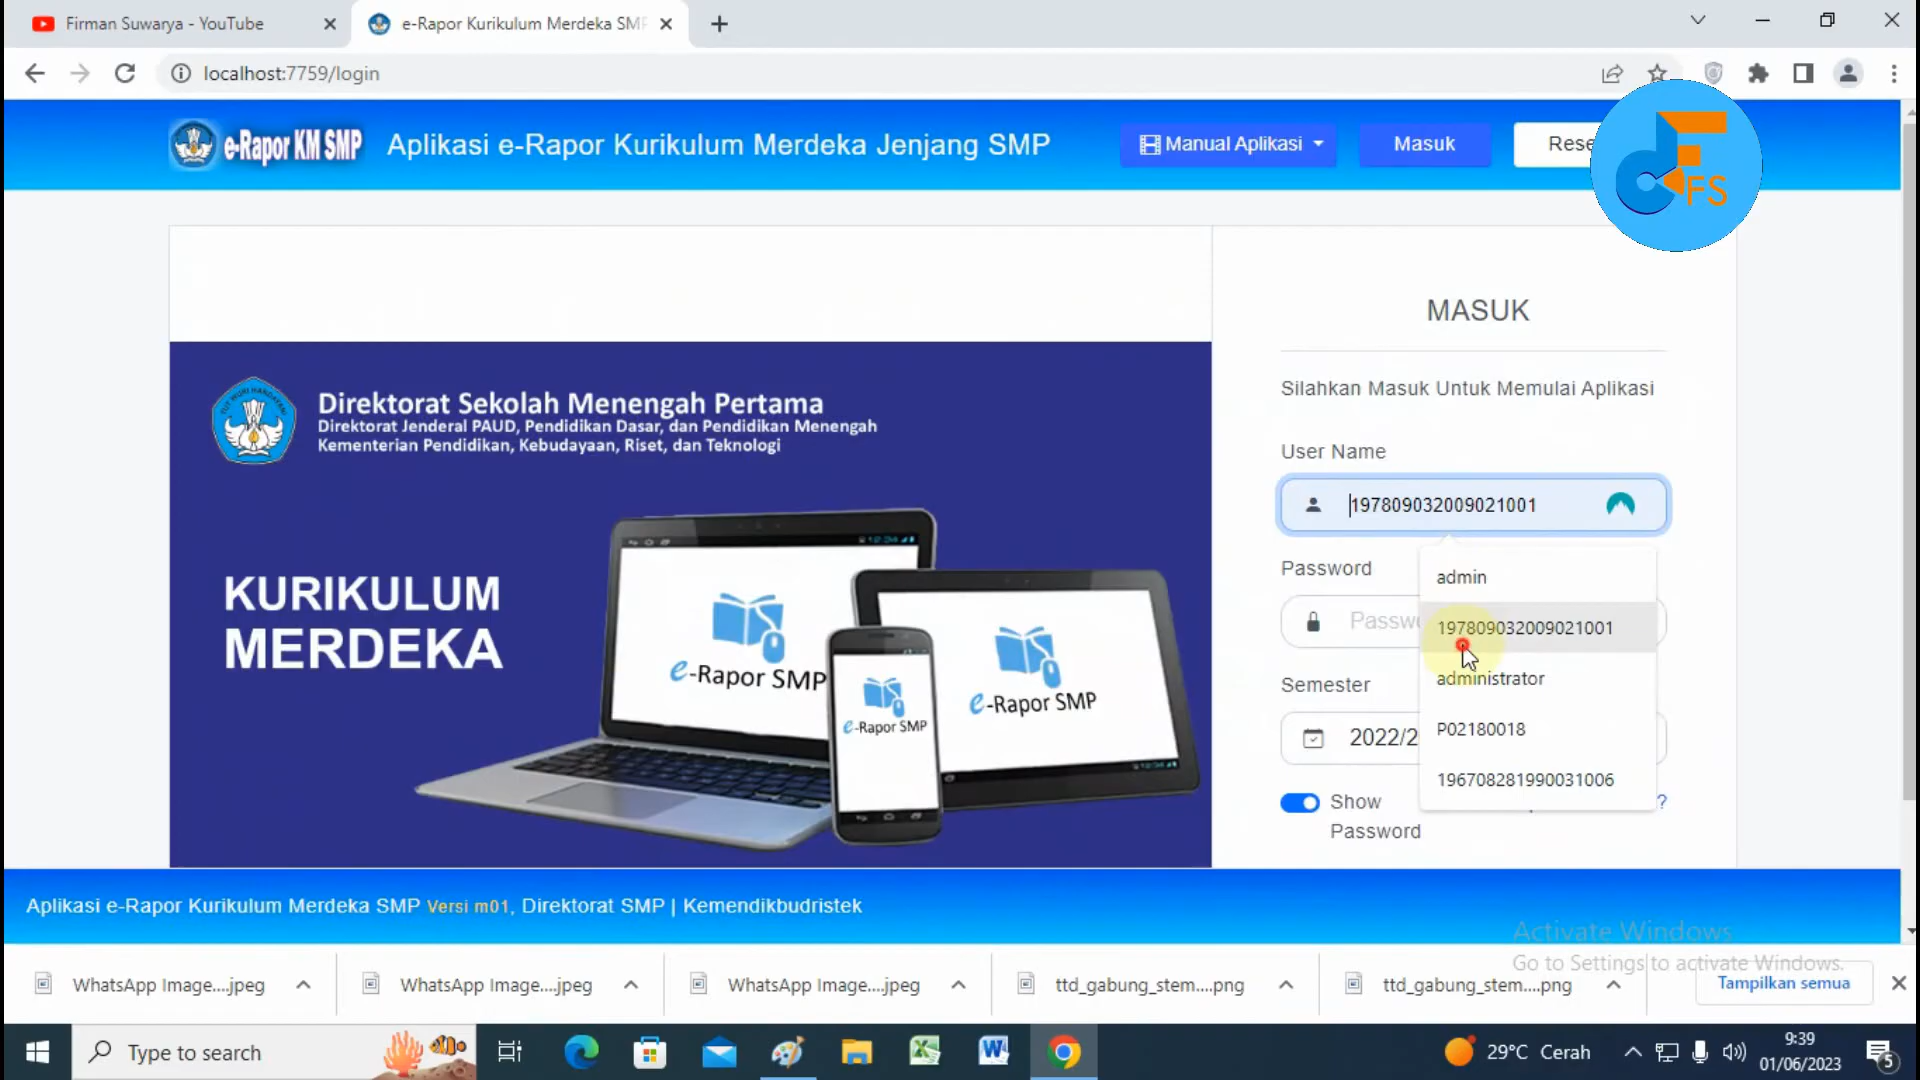 Firman Suwarya - YouTube
e-Rapor Kurikulum Merdeka SMP
localhost:7759/login
e-Rapor KM SMP
Aplikasi e-Rapor Kurikulum Merdeka Jenjang SMP
Manual Aplikasi
Masuk
Rese
FS
MASUK
Silahkan Masuk Untuk Memulai Aplikasi
User Name
197809032009021001
Password
Passw
admin
197809032009021001
administrator
P02180018
196708281990031006
Semester
2022/2
Show
Password
?
TUT WURI HANDAYANI
Direktorat Sekolah Menengah Pertama
Direktorat Jenderal PAUD, Pendidikan Dasar, dan Pendidikan Menengah
Kementerian Pendidikan, Kebudayaan, Riset, dan Teknologi
KURIKULUM
MERDEKA
e-Rapor SMP
e-Rapor SMP
e-Rapor SMP
Aplikasi e-Rapor Kurikulum Merdeka SMP Versi m01, Direktorat SMP | Kemendikbudristek
Activate Windows
Go to Settings to activate Windows.
WhatsApp Image....jpeg
WhatsApp Image....jpeg
WhatsApp Image....jpeg
ttd_gabung_stem....png
ttd_gabung_stem....png
Tampilkan semua
Type to search
29°C Cerah
9:39
01/06/2023
5